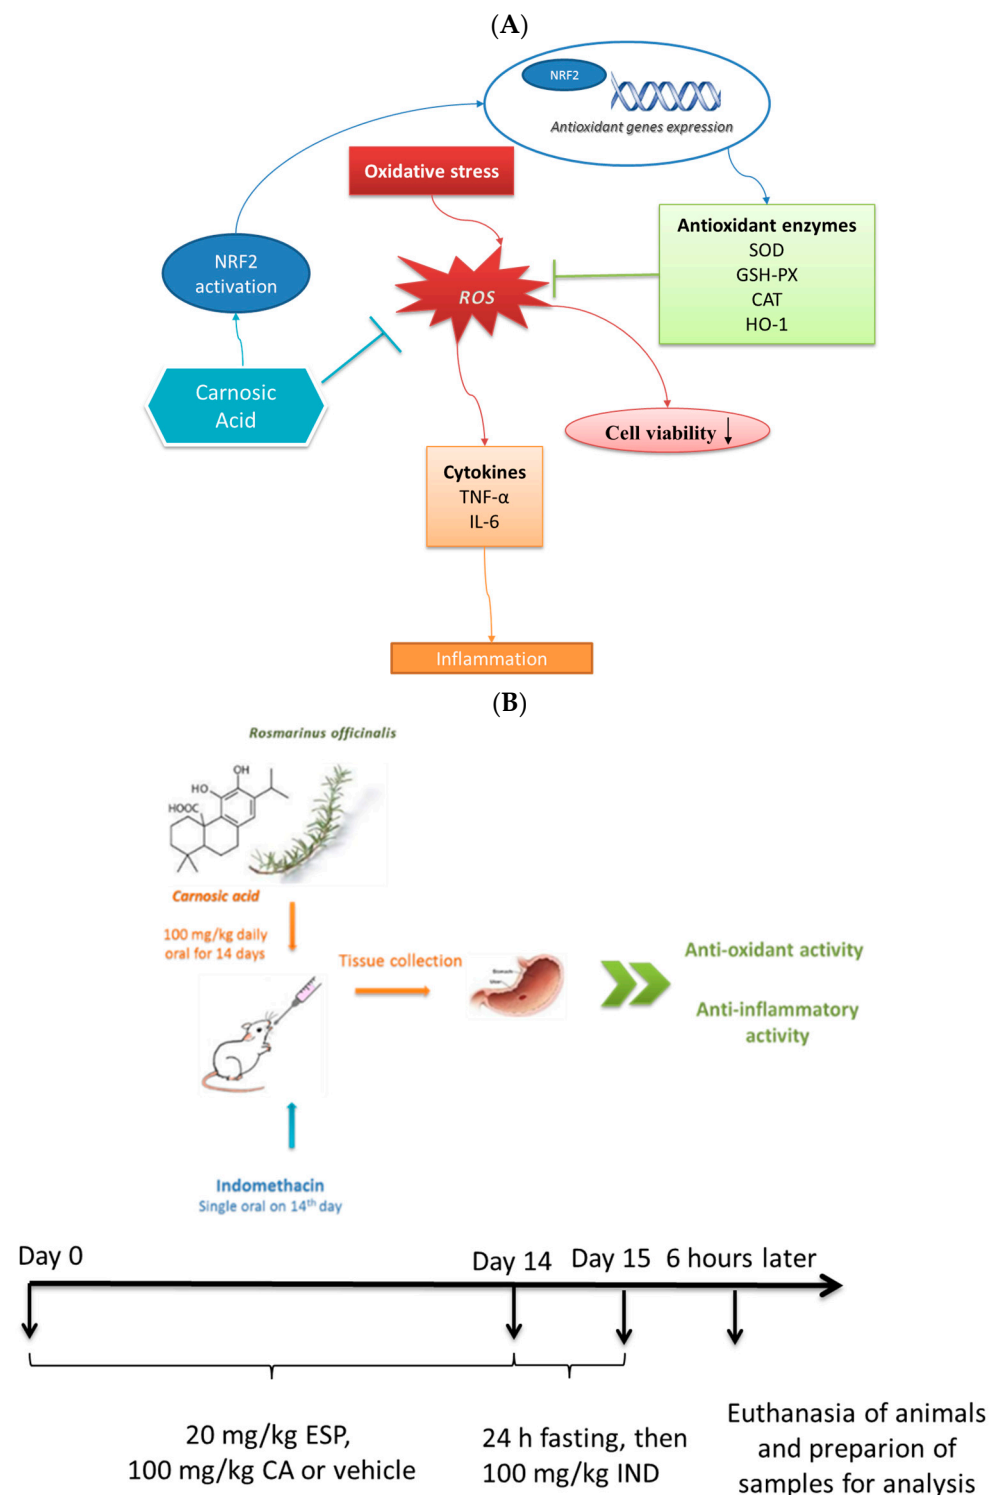 (A)
NRF2
Antioxidant genes expression
Oxidative stress
Antioxidant enzymes
SOD
GSH-PX
CAT
HO-1
NRF2
activation
ROS
Carnosic
Acid
Cell viability ↓
Cytokines
TNF-α
IL-6
Inflammation
(B)
Rosmarinus officinalis
OH
HO
HOOC
Carnosic acid
100 mg/kg daily
oral for 14 days
Tissue collection
Stomach
Ulcer
Anti-oxidant activity
Anti-inflammatory
activity
Indomethacin
Single oral on 14th day
Day 0
Day 14
Day 15
6 hours later
20 mg/kg ESP,
100 mg/kg CA or vehicle
24 h fasting, then
100 mg/kg IND
Euthanasia of animals
and preparion of
samples for analysis